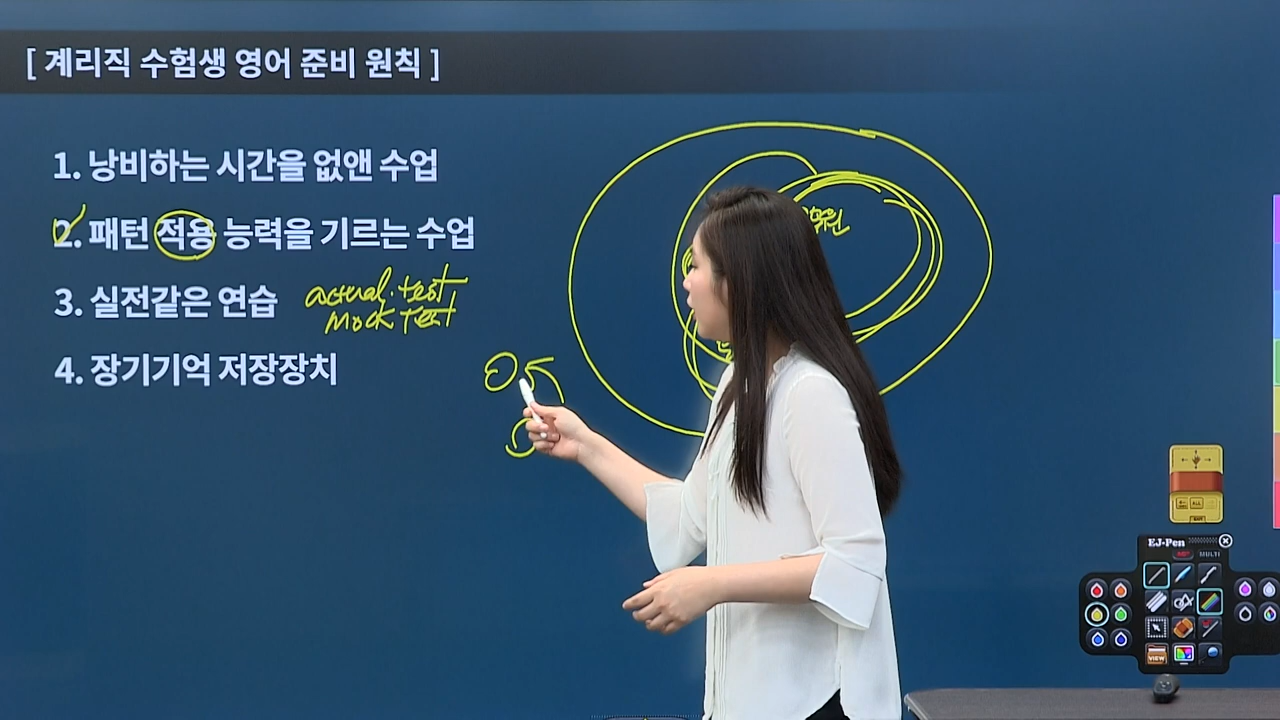 [ 계리직 수험생 영어 준비 원칙 ]
1. 낭비하는 시간을 없앤 수업
2. 패턴 적용 능력을 기르는 수업
3. 실전같은 연습
actual test
Mock Test
4. 장기기억 저장장치
EJ-Pen
MULTI
VIEW